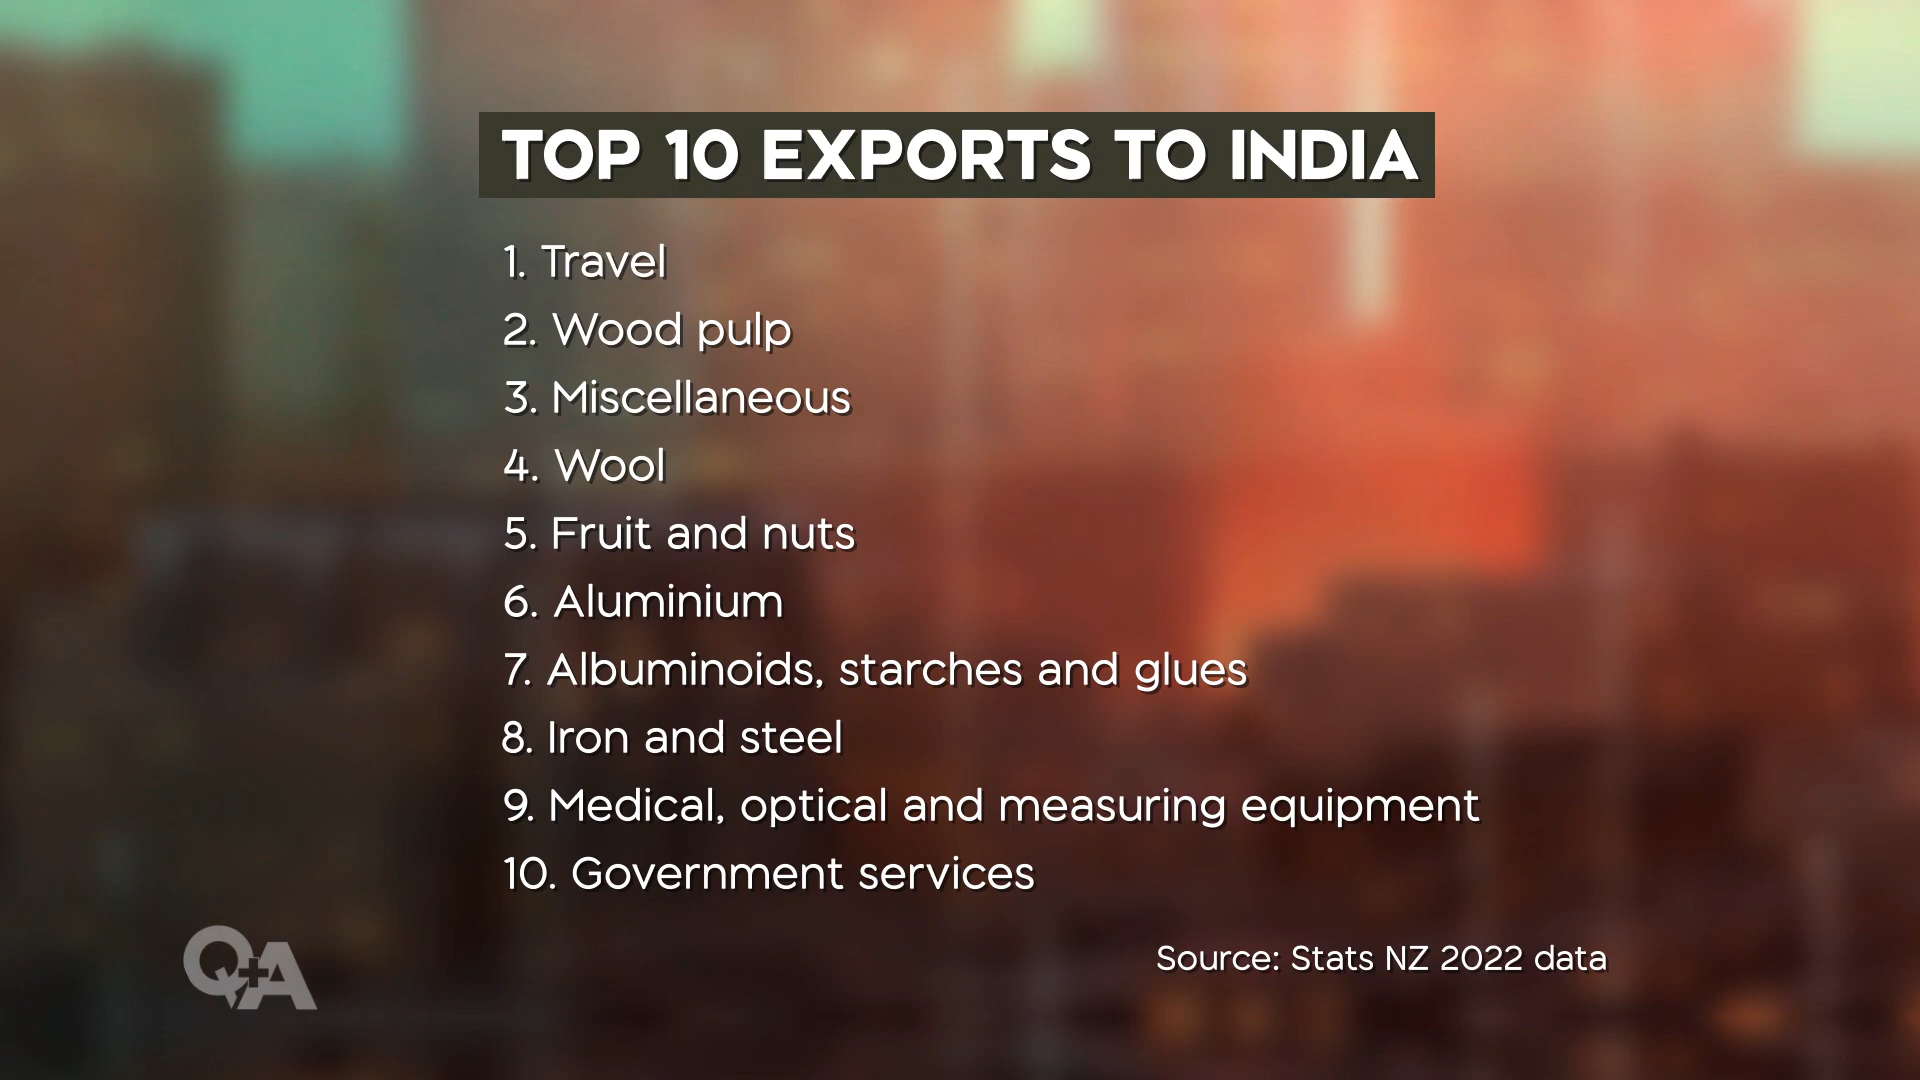 TOP 10 EXPORTS TO INDIA
1. Travel
2. Wood pulp
3. Miscellaneous
4. Wool
5. Fruit and nuts
6. Aluminium
7. Albuminoids, starches and glues
8. Iron and steel
9. Medical, optical and measuring equipment
10. Government services
Source: Stats NZ 2022 data
Q+A